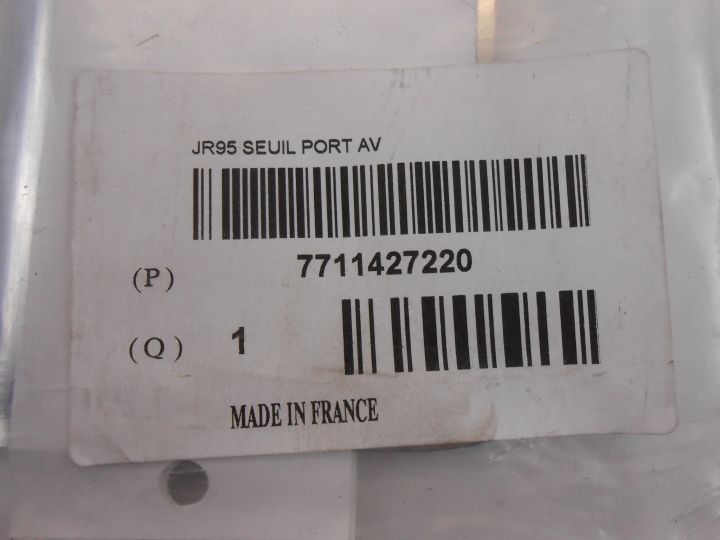 JR95 SEUIL PORT AV
(P) 7711427220
(Q) 1
MADE IN FRANCE